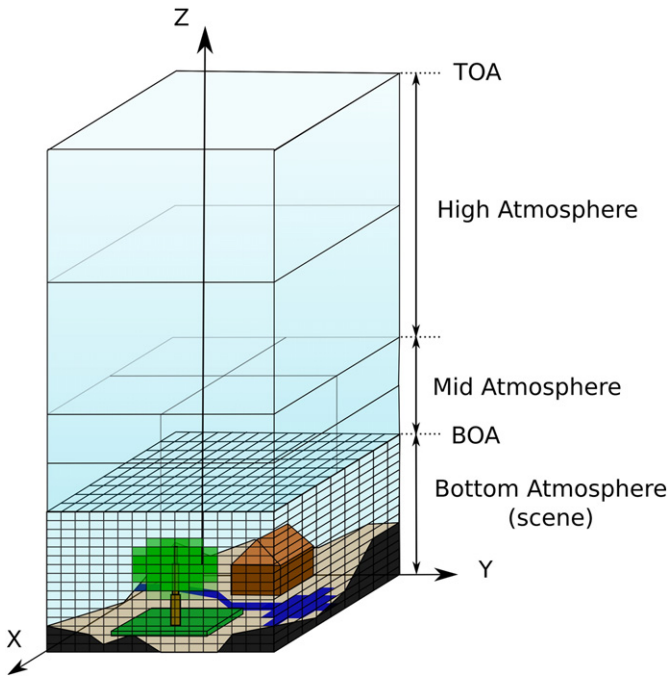 Z
TOA
High Atmosphere
Mid Atmosphere
BOA
Bottom Atmosphere
(scene)
Y
X